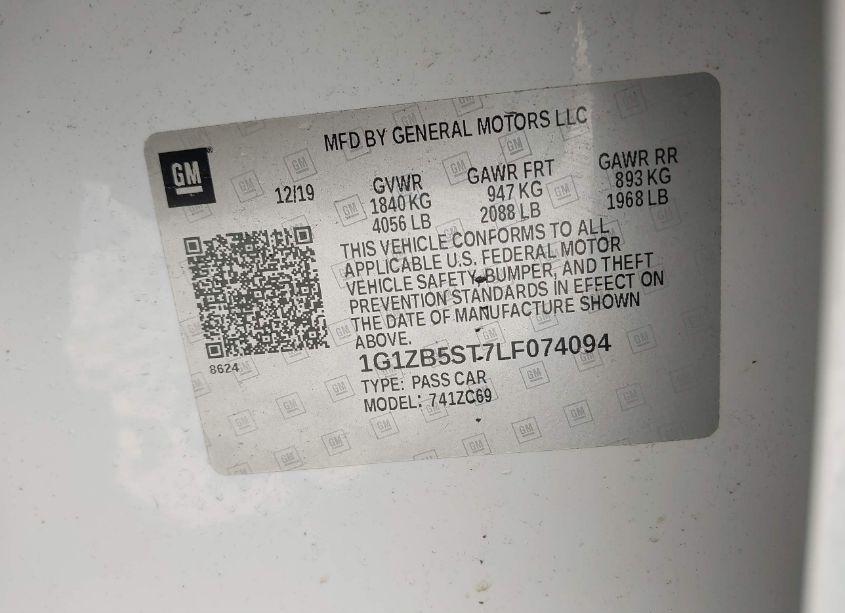 MFD BY GENERAL MOTORS LLC
GM
12/19
GVWR
1840 KG
4056 LB
GAWR FRT
947 KG
2088 LB
GAWR RR
893 KG
1968 LB
THIS VEHICLE CONFORMS TO ALL
APPLICABLE U.S. FEDERAL MOTOR
VEHICLE SAFETY, BUMPER, AND THEFT
PREVENTION STANDARDS IN EFFECT ON
THE DATE OF MANUFACTURE SHOWN
ABOVE.
8624
1G1ZB5ST7LF074094
TYPE: PASS CAR
MODEL: 741ZC69